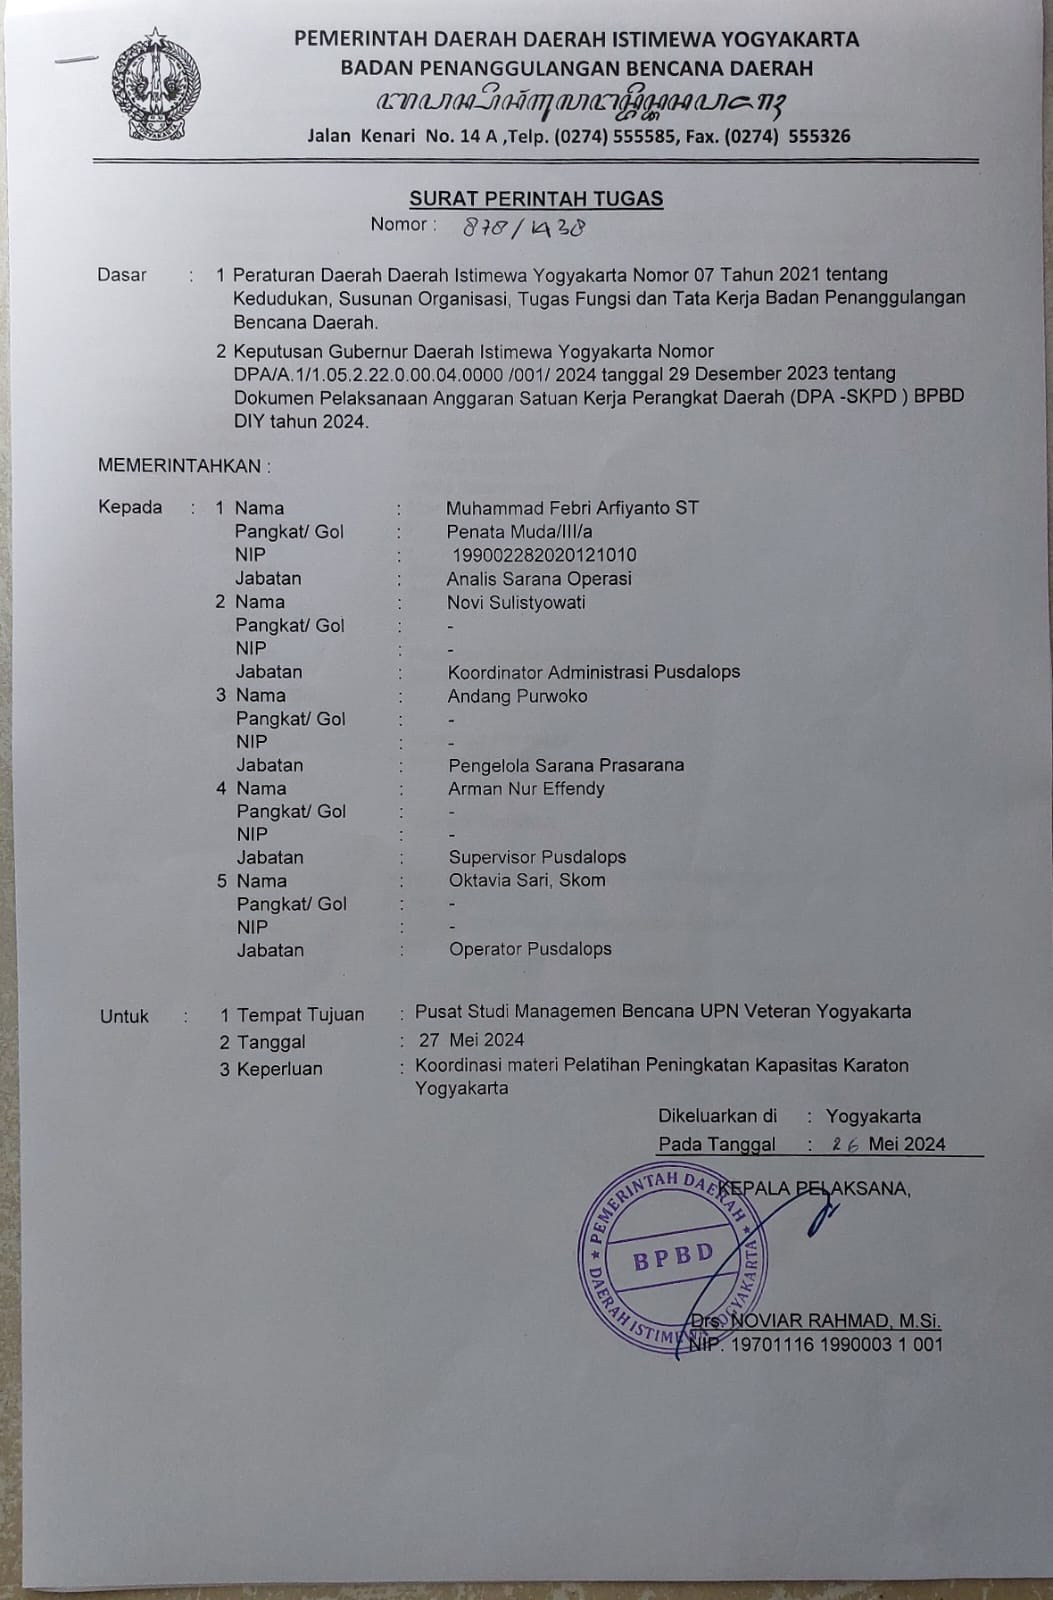 PEMERINTAH DAERAH DAERAH ISTIMEWA YOGYAKARTA
BADAN PENANGGULANGAN BENCANA DAERAH
Jalan Kenari No. 14 A ,Telp. (0274) 555585, Fax. (0274) 555326
YOGYAKARTA
SURAT PERINTAH TUGAS
Nomor : 878/1438
Dasar : 1 Peraturan Daerah Daerah Istimewa Yogyakarta Nomor 07 Tahun 2021 tentang
Kedudukan, Susunan Organisasi, Tugas Fungsi dan Tata Kerja Badan Penanggulangan
Bencana Daerah.
2 Keputusan Gubernur Daerah Istimewa Yogyakarta Nomor
DPA/A.1/1.05.2.22.0.00.04.0000 /001/ 2024 tanggal 29 Desember 2023 tentang
Dokumen Pelaksanaan Anggaran Satuan Kerja Perangkat Daerah (DPA -SKPD ) BPBD
DIY tahun 2024.
MEMERINTAHKAN :
Kepada : 1 Nama : Muhammad Febri Arfiyanto ST
Pangkat/ Gol : Penata Muda/III/a
NIP : 199002282020121010
Jabatan : Analis Sarana Operasi
2 Nama : Novi Sulistyowati
Pangkat/ Gol : -
NIP : -
Jabatan : Koordinator Administrasi Pusdalops
3 Nama : Andang Purwoko
Pangkat/ Gol : -
NIP : -
Jabatan : Pengelola Sarana Prasarana
4 Nama : Arman Nur Effendy
Pangkat/ Gol : -
NIP : -
Jabatan : Supervisor Pusdalops
5 Nama : Oktavia Sari, Skom
Pangkat/ Gol : -
NIP : -
Jabatan : Operator Pusdalops
Untuk : 1 Tempat Tujuan : Pusat Studi Managemen Bencana UPN Veteran Yogyakarta
2 Tanggal : 27 Mei 2024
3 Keperluan : Koordinasi materi Pelatihan Peningkatan Kapasitas Karaton
Yogyakarta
Dikeluarkan di : Yogyakarta
Pada Tanggal : 26 Mei 2024
KEPALA PELAKSANA,
PEMERINTAH DAERAH
BPBD
DAERAH ISTIMEWA YOGYAKARTA
Drs. NOVIAR RAHMAD, M.Si.
NIP. 19701116 1990003 1 001